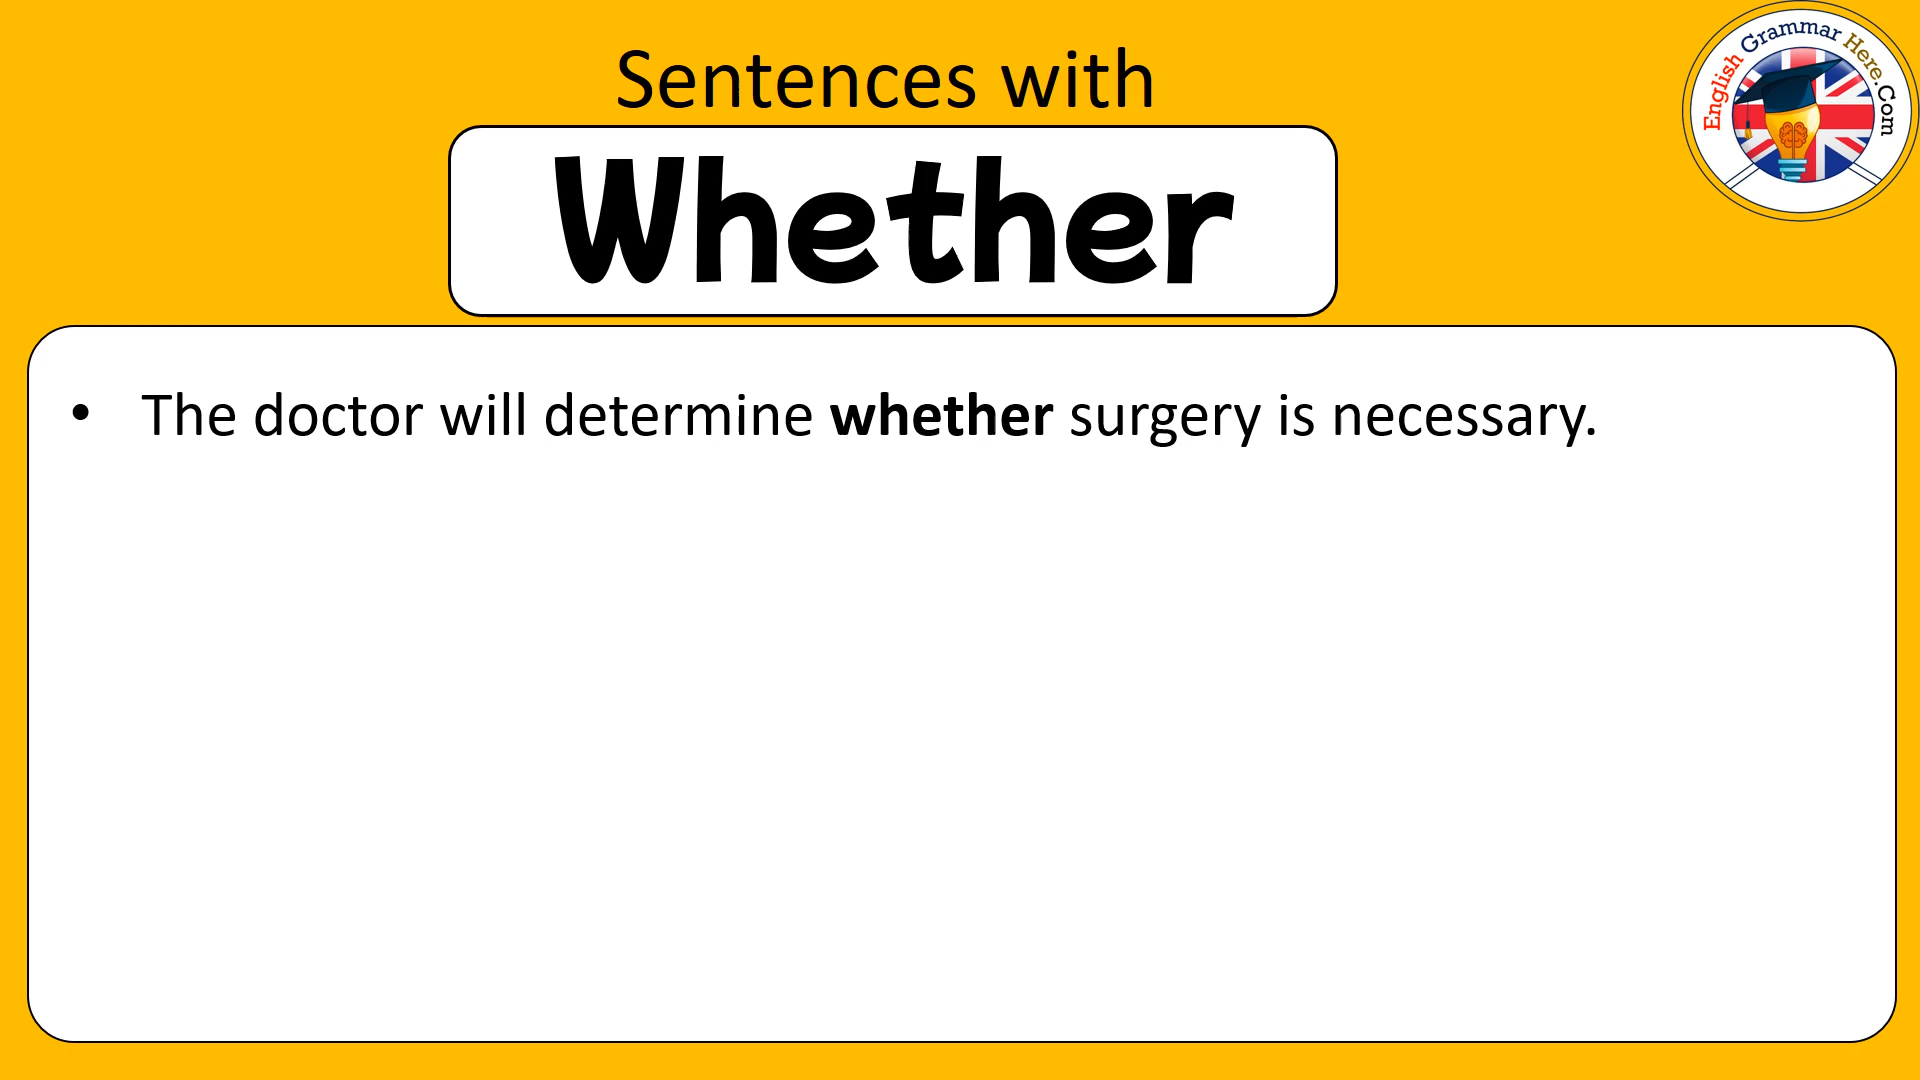 Sentences with
Whether
English Grammar Here.Com
• The doctor will determine whether surgery is necessary.